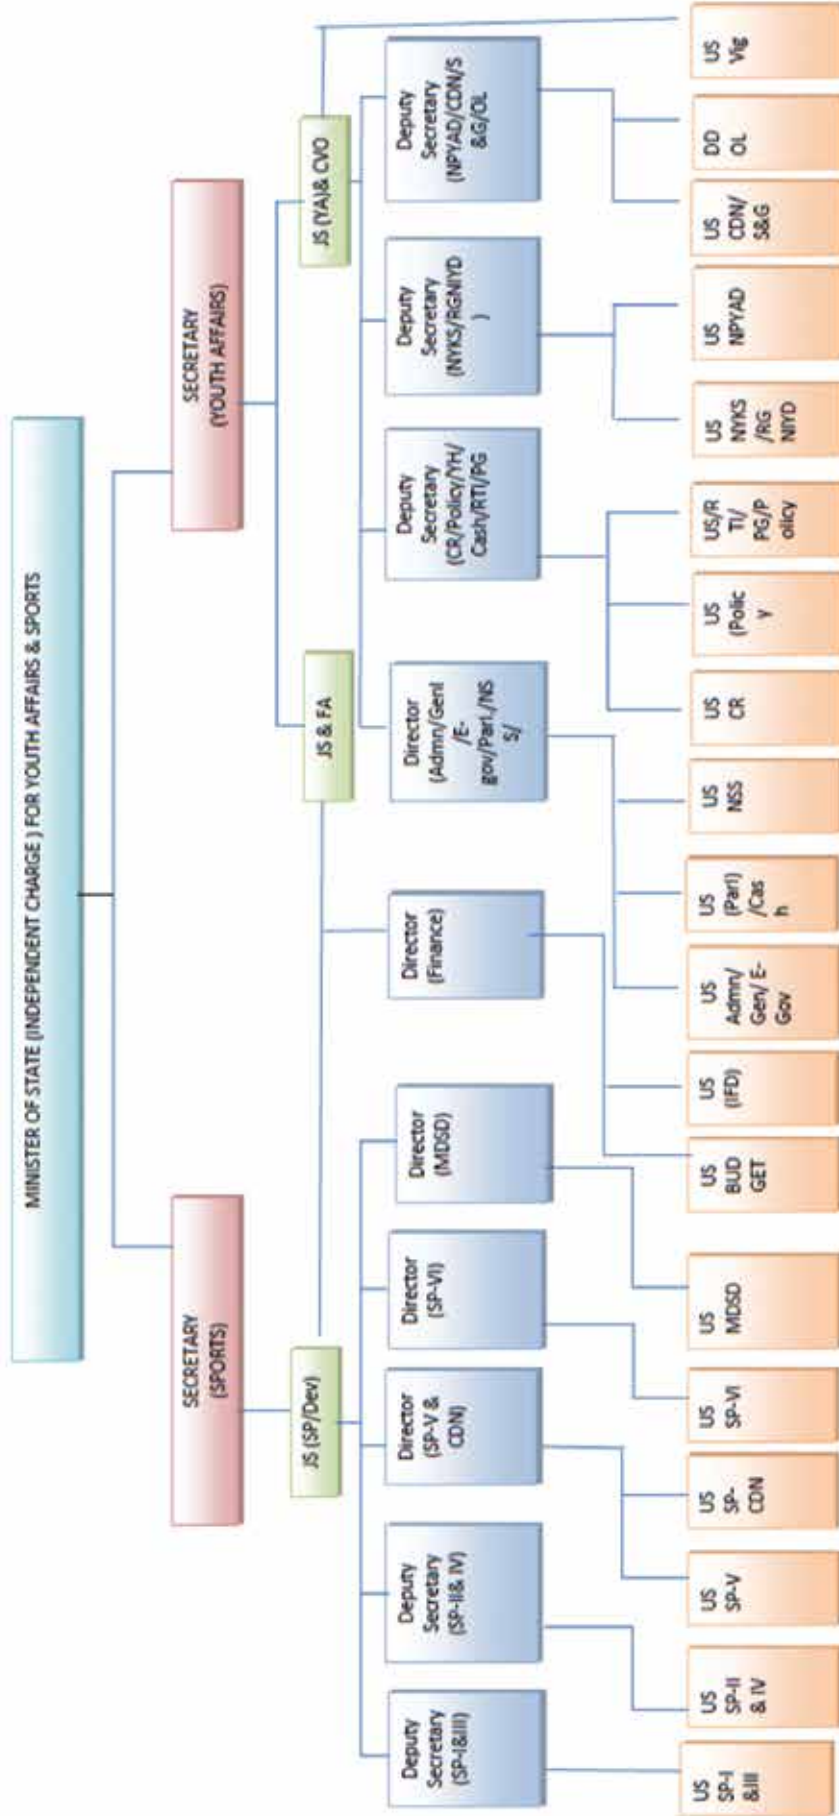 MINISTER OF STATE (INDEPENDENT CHARGE ) FOR YOUTH AFFAIRS & SPORTS
SECRETARY
(SPORTS)
SECRETARY
(YOUTH AFFAIRS)
JS (SP/Dev)
JS & FA
JS (YA)& CVO
Deputy
Secretary
(SP-I&III)
Deputy
Secretary
(SP-II& IV)
Director
(SP-V &
CDN)
Director
(SP-VI)
Director
(MDSD)
Director
(Finance)
Director
(Admn/Genl
/E-
gov/Parl./NS
S/
Deputy
Secretary
(CR/Policy/YH/
Cash/RTI/PG
Deputy
Secretary
(NYKS/RGNIYD
)
Deputy
Secretary
(NPYAD/CDN/S
&G/OL
US
SP-I
&III
US
SP-II
& IV
US
SP-V
US
SP-
CDN
US
SP-VI
US
MDSD
US
BUD
GET
US
(IFD)
US
Admn/
Gen/ E-
Gov
US
(Parl)
/Cas
h
US
NSS
US
CR
US
(Polic
y
US/R
TI/
PG/P
olicy
US
NYKS
/RG
NIYD
US
NPYAD
US
CDN/
S&G
DD
OL
US
Vig